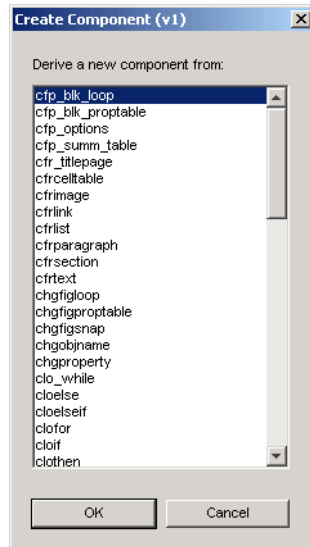 Create Component (v1)
Derive a new component from:
cfp_blk_loop
cfp_blk_proptable
cfp_options
cfp_summ_table
cfr_titlepage
cfrcelltable
cfrimage
cfrlink
cfrlist
cfrparagraph
cfrsection
cfrtext
chgfigloop
chgfigproptable
chgfigsnap
chgobjname
chgproperty
clo_while
cloelse
cloelseif
clofor
cloif
clothen
OK
Cancel